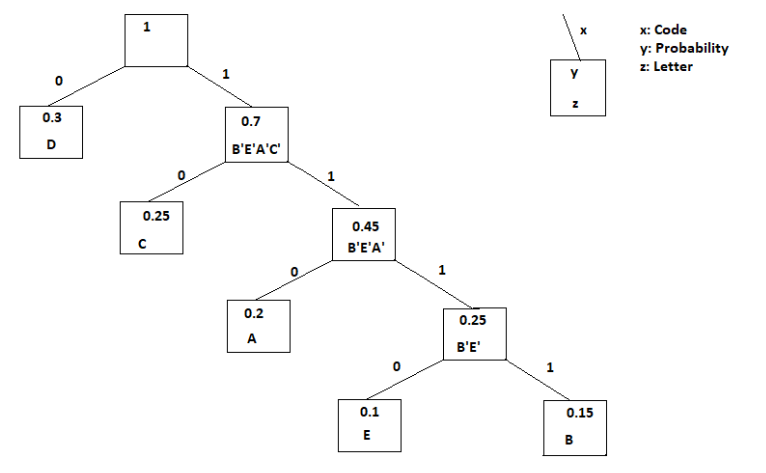 1
x
x: Code
y: Probability
z: Letter
y
z
0
1
0.3
D
0.7
B'E'A'C'
0
1
0.25
C
0.45
B'E'A'
0
1
0.2
A
0.25
B'E'
0
1
0.1
E
0.15
B